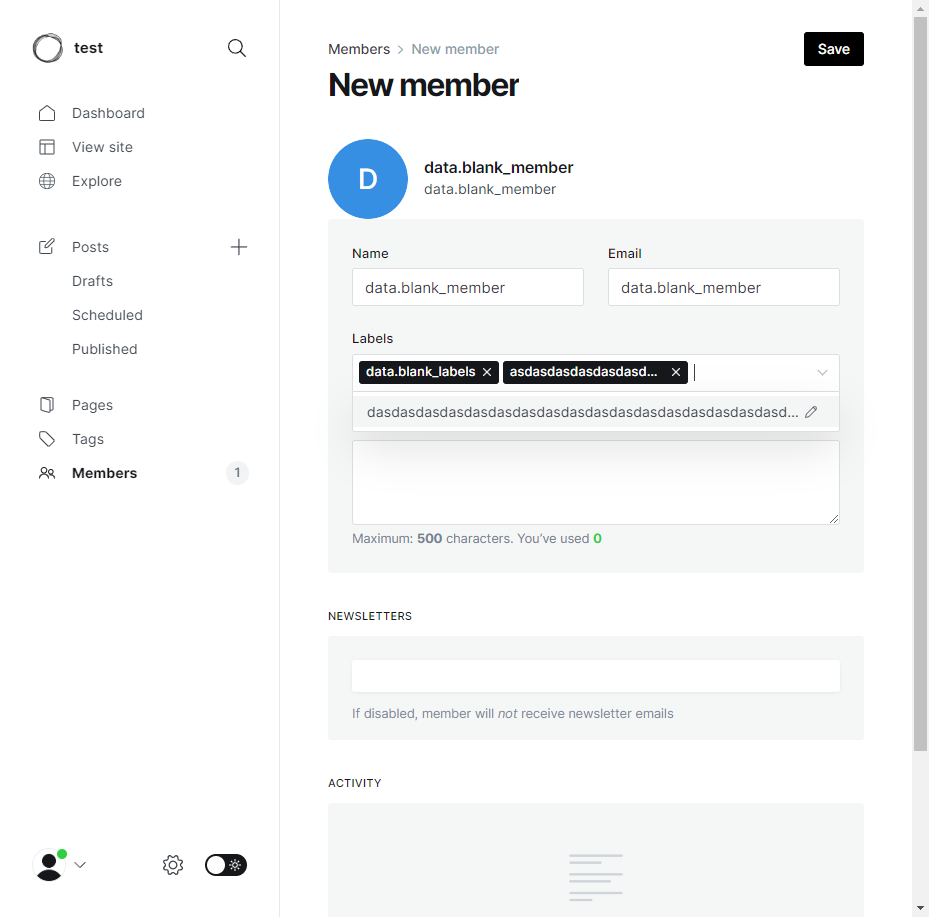 test
Dashboard
View site
Explore
Posts
Drafts
Scheduled
Published
Pages
Tags
Members
1
Members > New member
Save
New member
D
data.blank_member
data.blank_member
Name
Email
data.blank_member
data.blank_member
Labels
data.blank_labels
asdasdasdasdasdasd...
dasdasdasdasdasdasdasdasdasdasdasdasdasdasdasdasdasdasdasd...
Maximum: 500 characters. You’ve used 0
NEWSLETTERS
If disabled, member will not receive newsletter emails
ACTIVITY